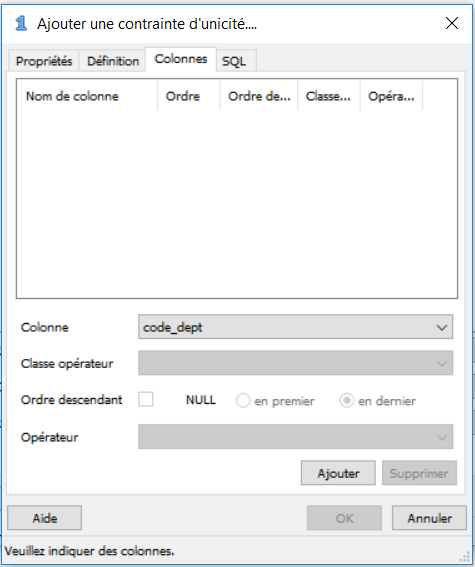 1 Ajouter une contrainte d'unicité....
Propriétés Définition Colonnes SQL
Nom de colonne Ordre Ordre de... Classe... Opéra...
Colonne code_dept
Classe opérateur
Ordre descendant NULL en premier en dernier
Opérateur
Ajouter Supprimer
Aide OK Annuler
Veuillez indiquer des colonnes.